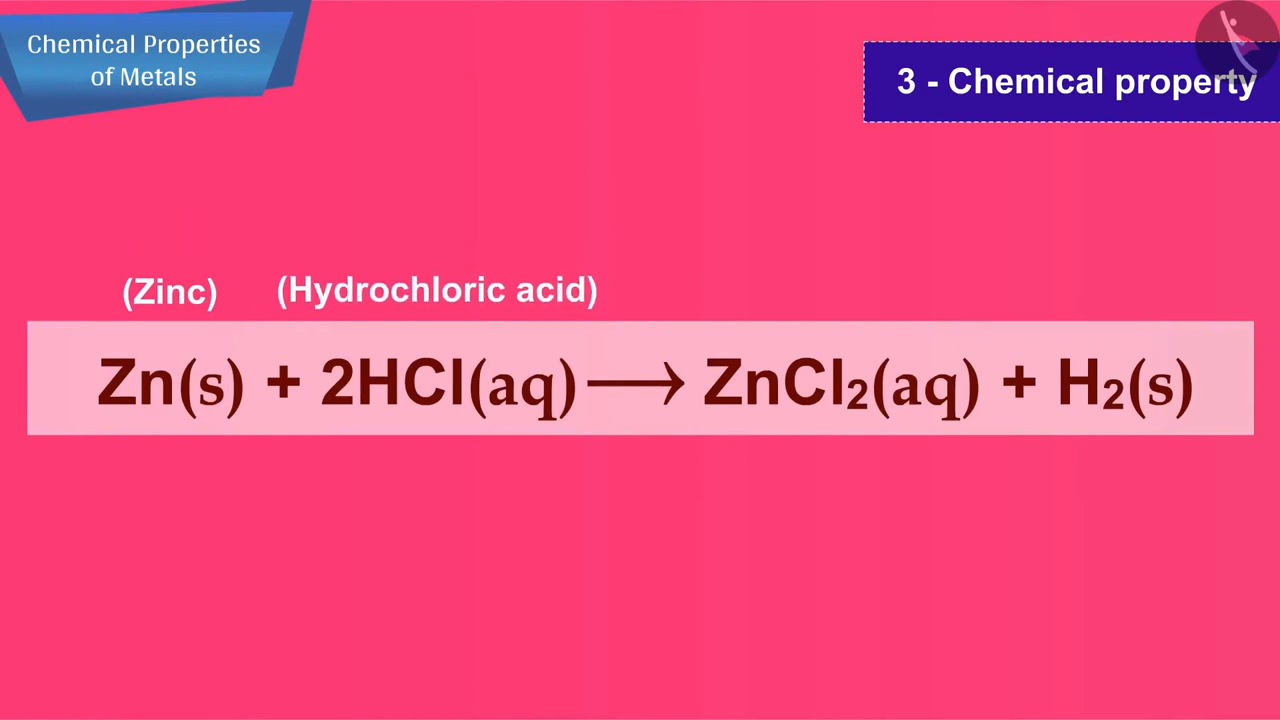 Chemical Properties
of Metals
3 - Chemical property
(Zinc) (Hydrochloric acid)
Zn(s) + 2HCl(aq) ⟶ ZnCl₂(aq) + H₂(s)